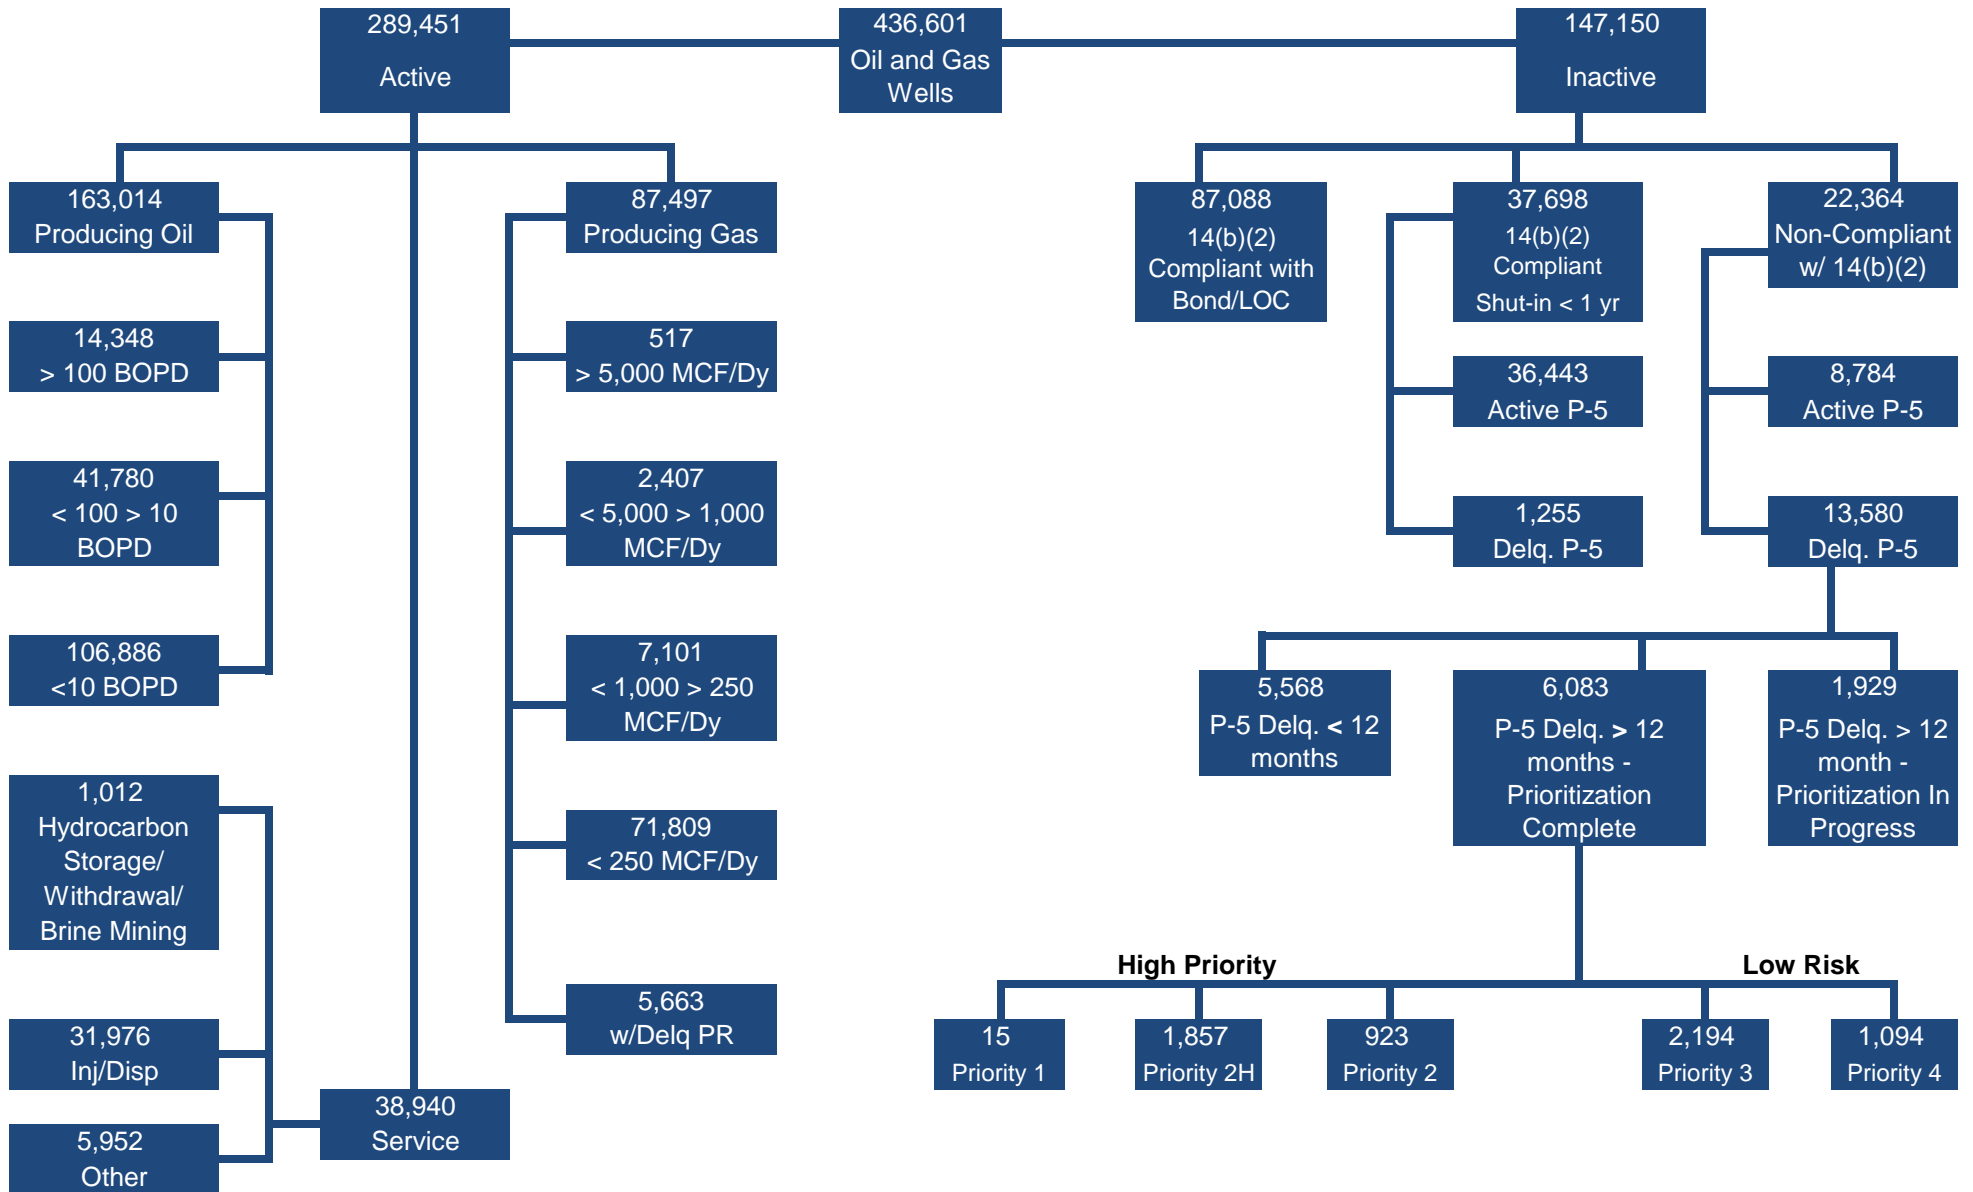 289,451
Active
436,601
Oil and Gas
Wells
147,150
Inactive
163,014
Producing Oil
14,348
> 100 BOPD
41,780
< 100 > 10
BOPD
106,886
<10 BOPD
1,012
Hydrocarbon
Storage/
Withdrawal/
Brine Mining
31,976
Inj/Disp
5,952
Other
38,940
Service
87,497
Producing Gas
517
> 5,000 MCF/Dy
2,407
< 5,000 > 1,000
MCF/Dy
7,101
< 1,000 > 250
MCF/Dy
71,809
< 250 MCF/Dy
5,663
w/Delq PR
87,088
14(b)(2)
Compliant with
Bond/LOC
37,698
14(b)(2)
Compliant
Shut-in < 1 yr
36,443
Active P-5
1,255
Delq. P-5
22,364
Non-Compliant
w/ 14(b)(2)
8,784
Active P-5
13,580
Delq. P-5
5,568
P-5 Delq. < 12
months
6,083
P-5 Delq. > 12
months -
Prioritization
Complete
1,929
P-5 Delq. > 12
month -
Prioritization In
Progress
High Priority
Low Risk
15
Priority 1
1,857
Priority 2H
923
Priority 2
2,194
Priority 3
1,094
Priority 4